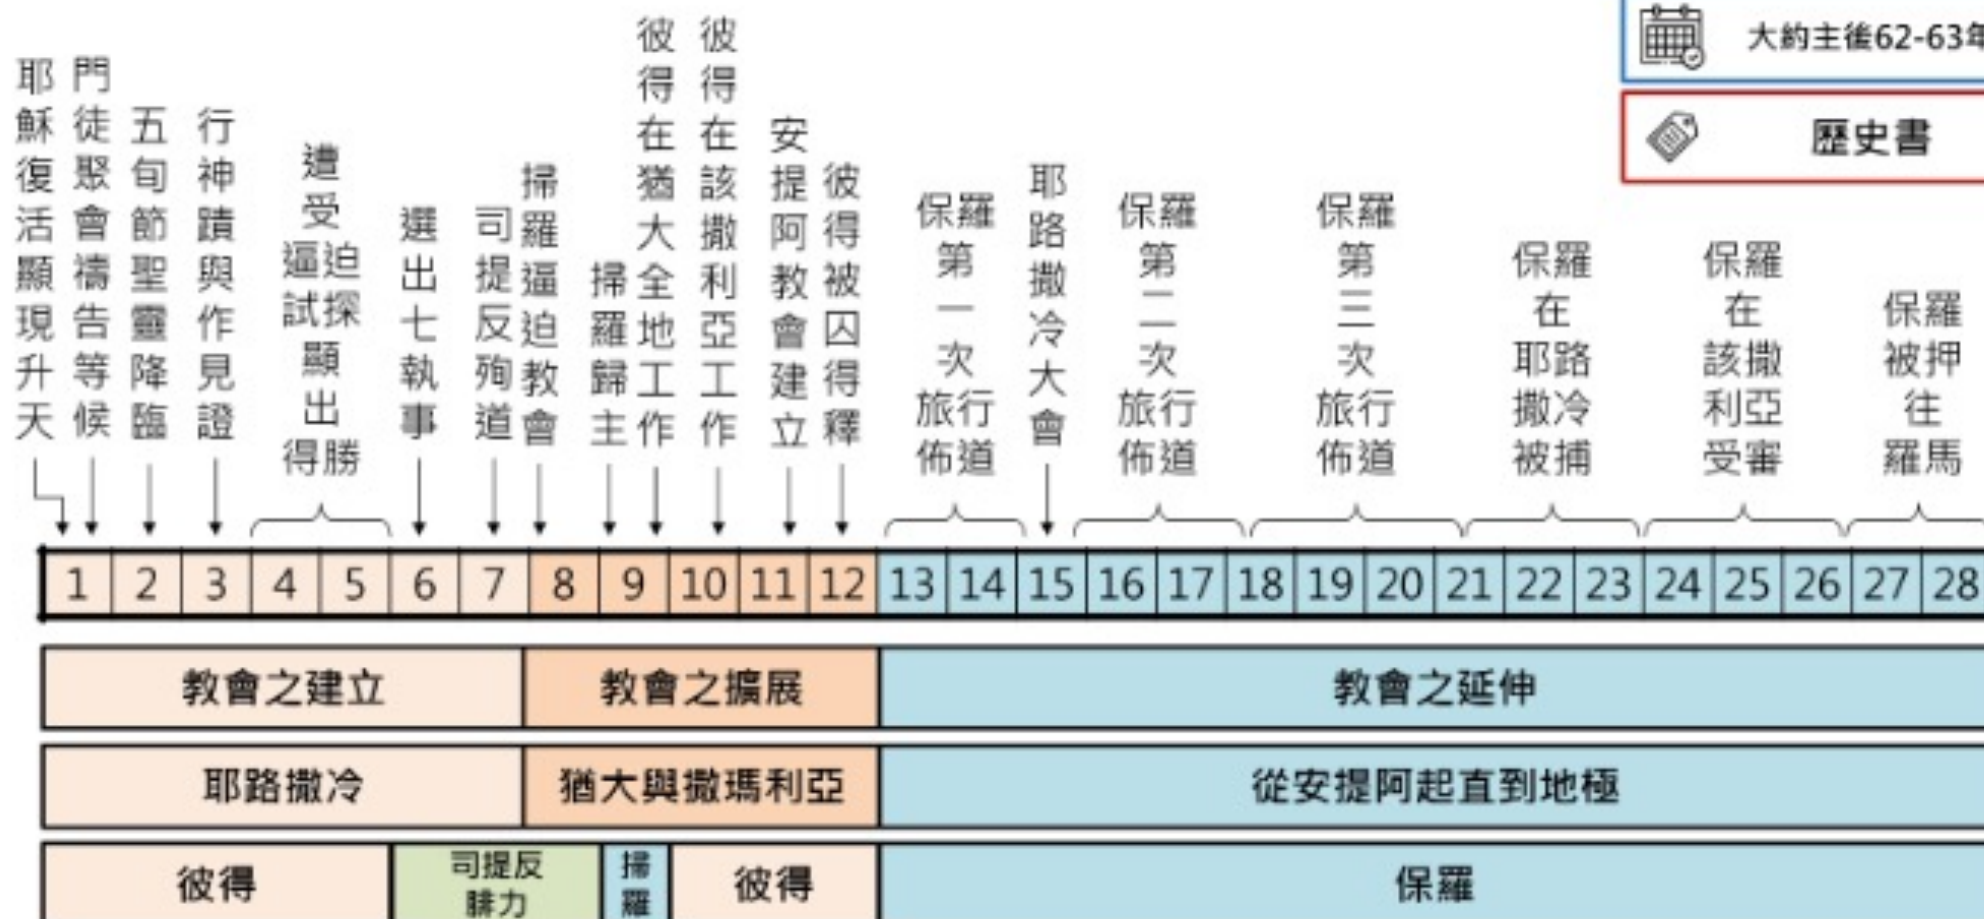 大約主後62-63年
歷史書
耶穌復活顯現升天
門徒聚會禱告等候
五旬節聖靈降臨
行神蹟與作見證
遭受逼迫試探顯出得勝
選出七執事
司提反殉道
掃羅逼迫教會
掃羅歸主
彼得在猶大全地工作
彼得在該撒利亞工作
安提阿教會建立
彼得被囚得釋
保羅第一次旅行佈道
耶路撒冷大會
保羅第二次旅行佈道
保羅第三次旅行佈道
保羅在耶路撒冷被捕
保羅在該撒利亞受審
保羅被押往羅馬
1 2 3 4 5 6 7 8 9 10 11 12 13 14 15 16 17 18 19 20 21 22 23 24 25 26 27 28
教會之建立 教會之擴展 教會之延伸
耶路撒冷 猶大與撒瑪利亞 從安提阿起直到地極
彼得 司提反 腓力 掃羅 彼得 保羅